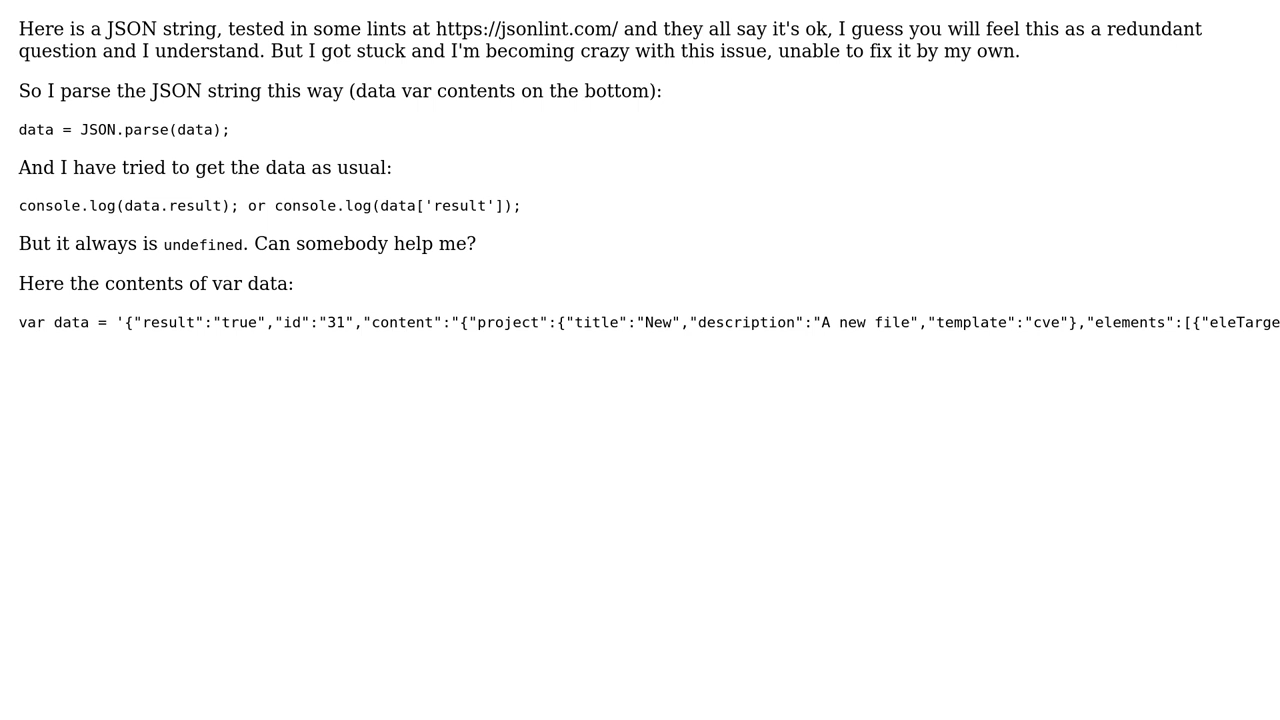 Here is a JSON string, tested in some lints at https://jsonlint.com/ and they all say it's ok, I guess you will feel this as a redundant
question and I understand. But I got stuck and I'm becoming crazy with this issue, unable to fix it by my own.
So I parse the JSON string this way (data var contents on the bottom):
data = JSON.parse(data);
And I have tried to get the data as usual:
console.log(data.result); or console.log(data['result']);
But it always is undefined. Can somebody help me?
Here the contents of var data:
var data = '{"result":"true","id":"31","content":"{"project":{"title":"New","description":"A new file","template":"cve"},"elements":[{"eleTarge